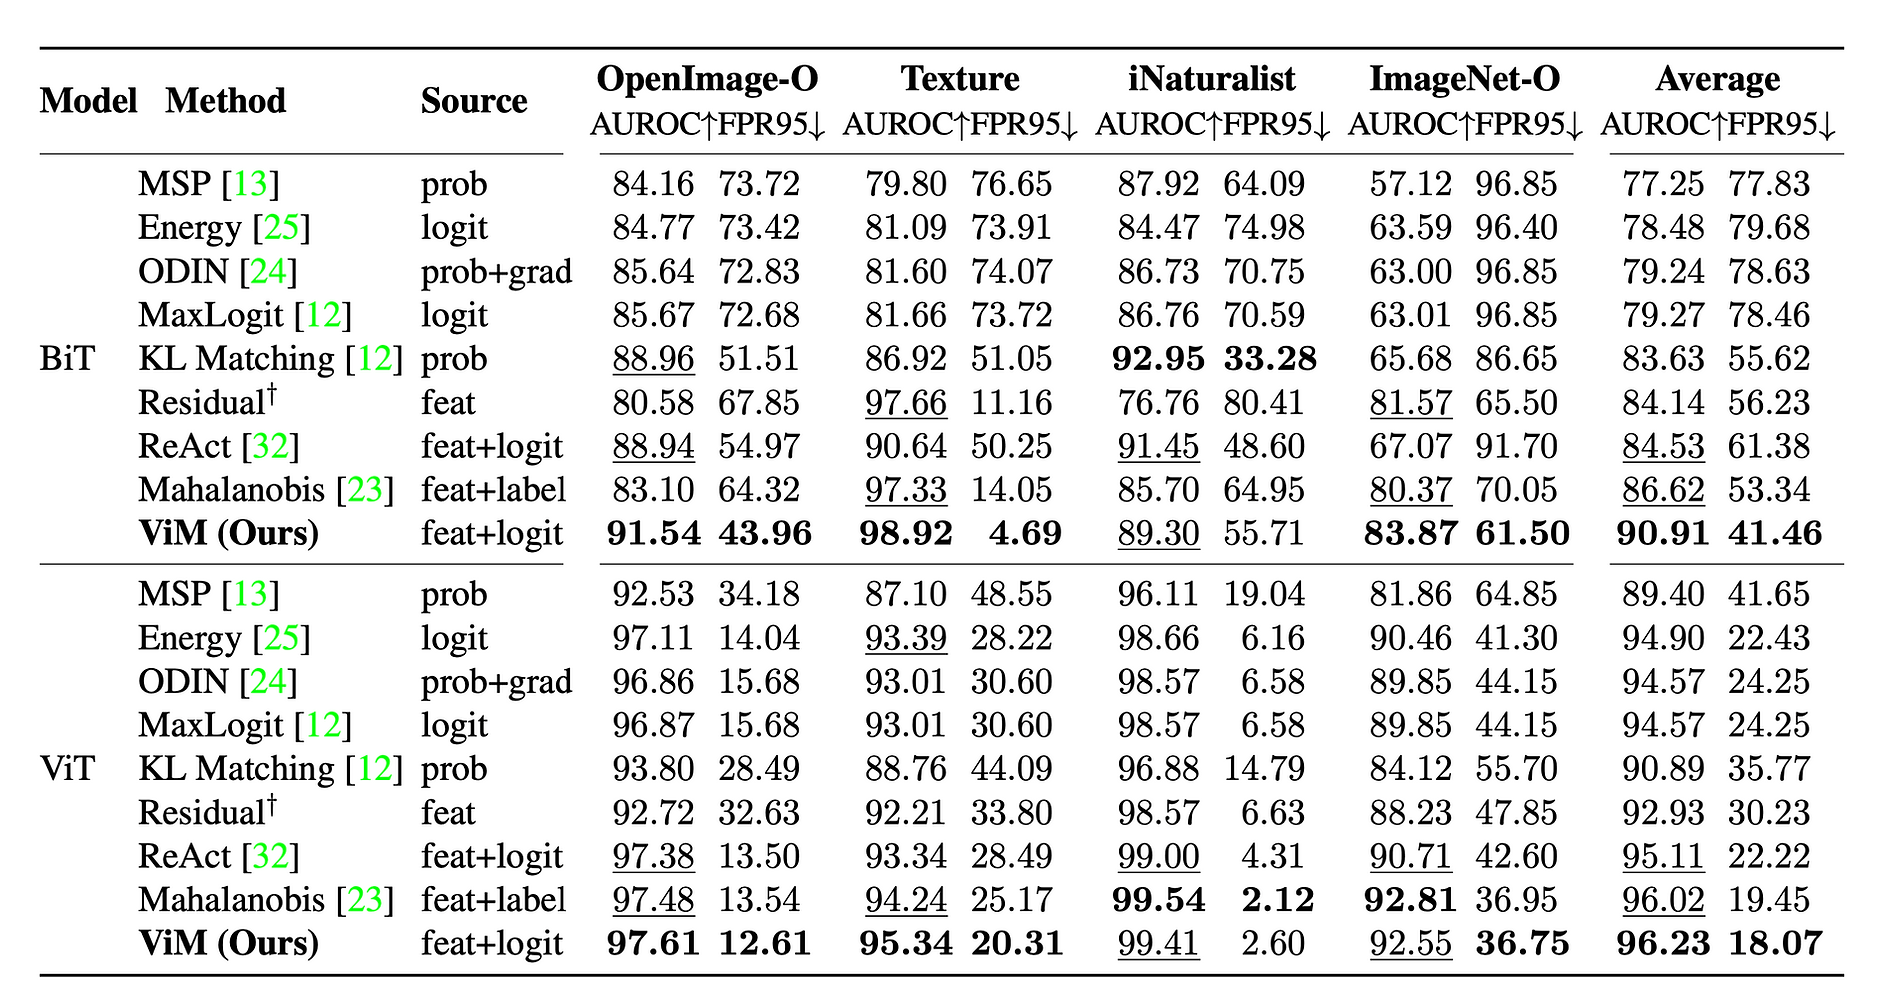 Model Method Source OpenImage-O Texture iNaturalist ImageNet-O Average
AUROC↑FPR95↓ AUROC↑FPR95↓ AUROC↑FPR95↓ AUROC↑FPR95↓ AUROC↑FPR95↓
MSP [13] prob 84.16 73.72 79.80 76.65 87.92 64.09 57.12 96.85 77.25 77.83
Energy [25] logit 84.77 73.42 81.09 73.91 84.47 74.98 63.59 96.40 78.48 79.68
ODIN [24] prob+grad 85.64 72.83 81.60 74.07 86.73 70.75 63.00 96.85 79.24 78.63
MaxLogit [12] logit 85.67 72.68 81.66 73.72 86.76 70.59 63.01 96.85 79.27 78.46
BiT KL Matching [12] prob 88.96 51.51 86.92 51.05 92.95 33.28 65.68 86.65 83.63 55.62
Residual† feat 80.58 67.85 97.66 11.16 76.76 80.41 81.57 65.50 84.14 56.23
ReAct [32] feat+logit 88.94 54.97 90.64 50.25 91.45 48.60 67.07 91.70 84.53 61.38
Mahalanobis [23] feat+label 83.10 64.32 97.33 14.05 85.70 64.95 80.37 70.05 86.62 53.34
ViM (Ours) feat+logit 91.54 43.96 98.92 4.69 89.30 55.71 83.87 61.50 90.91 41.46
MSP [13] prob 92.53 34.18 87.10 48.55 96.11 19.04 81.86 64.85 89.40 41.65
Energy [25] logit 97.11 14.04 93.39 28.22 98.66 6.16 90.46 41.30 94.90 22.43
ODIN [24] prob+grad 96.86 15.68 93.01 30.60 98.57 6.58 89.85 44.15 94.57 24.25
MaxLogit [12] logit 96.87 15.68 93.01 30.60 98.57 6.58 89.85 44.15 94.57 24.25
ViT KL Matching [12] prob 93.80 28.49 88.76 44.09 96.88 14.79 84.12 55.70 90.89 35.77
Residual† feat 92.72 32.63 92.21 33.80 98.57 6.63 88.23 47.85 92.93 30.23
ReAct [32] feat+logit 97.38 13.50 93.34 28.49 99.00 4.31 90.71 42.60 95.11 22.22
Mahalanobis [23] feat+label 97.48 13.54 94.24 25.17 99.54 2.12 92.81 36.95 96.02 19.45
ViM (Ours) feat+logit 97.61 12.61 95.34 20.31 99.41 2.60 92.55 36.75 96.23 18.07